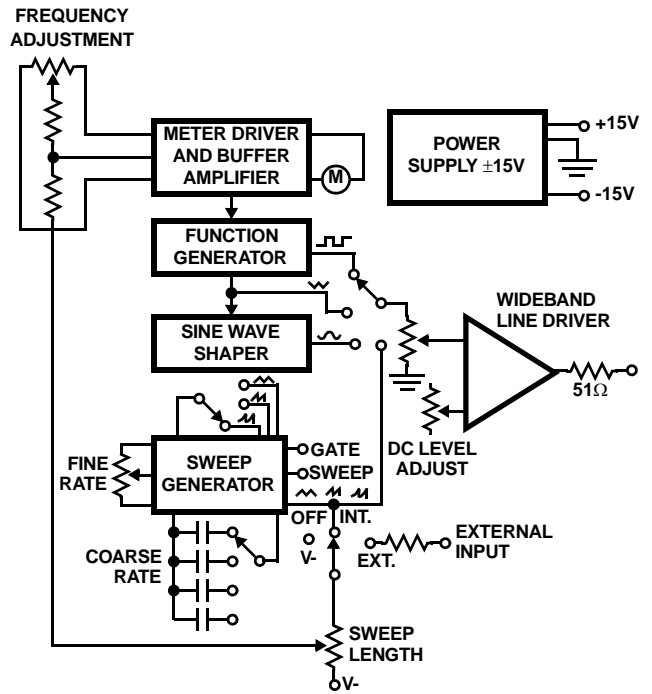 FREQUENCY
ADJUSTMENT
METER DRIVER
AND BUFFER
AMPLIFIER
M
POWER
SUPPLY ±15V
+15V
-15V
FUNCTION
GENERATOR
SINE WAVE
SHAPER
WIDEBAND
LINE DRIVER
51Ω
DC LEVEL
ADJUST
FINE
RATE
SWEEP
GENERATOR
GATE
SWEEP
OFF
INT.
V-
EXT.
EXTERNAL
INPUT
COARSE
RATE
SWEEP
LENGTH
V-